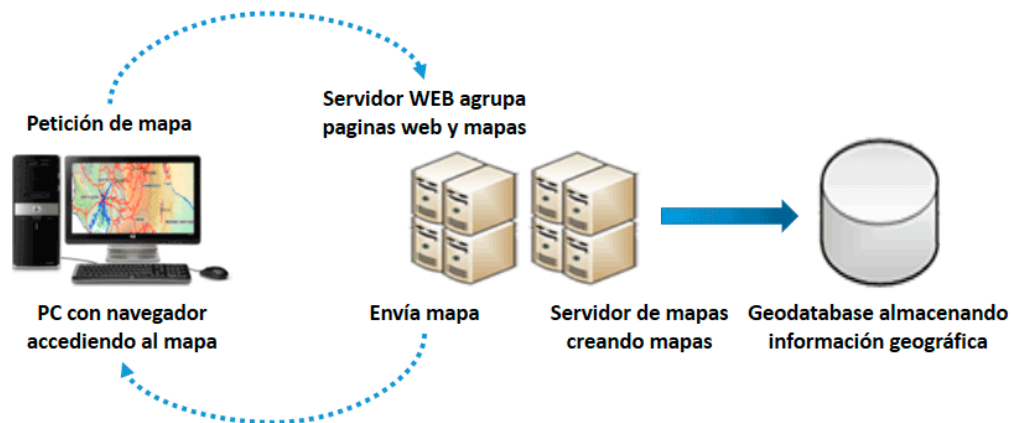 Petición de mapa
Servidor WEB agrupa
paginas web y mapas
PC con navegador
accediendo al mapa
Envía mapa
Servidor de mapas
creando mapas
Geodatabase almacenando
información geográfica